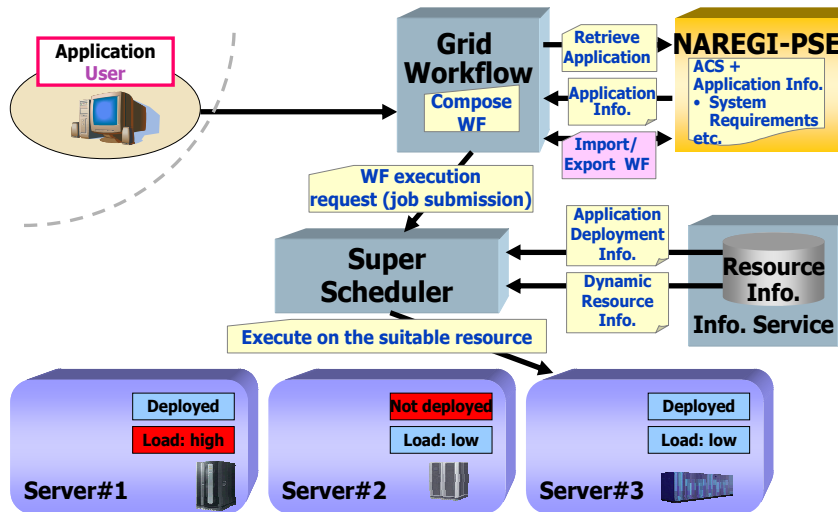 Application
User
Grid
Workflow
Compose
WF
Retrieve
Application
Application
Info.
Import/
Export WF
NAREGI-PSE
ACS +
Application Info.
• System
Requirements
etc.
WF execution
request (job submission)
Super
Scheduler
Application
Deployment
Info.
Dynamic
Resource
Info.
Resource
Info.
Info. Service
Execute on the suitable resource
Deployed
Load: high
Server#1
Not deployed
Load: low
Server#2
Deployed
Load: low
Server#3